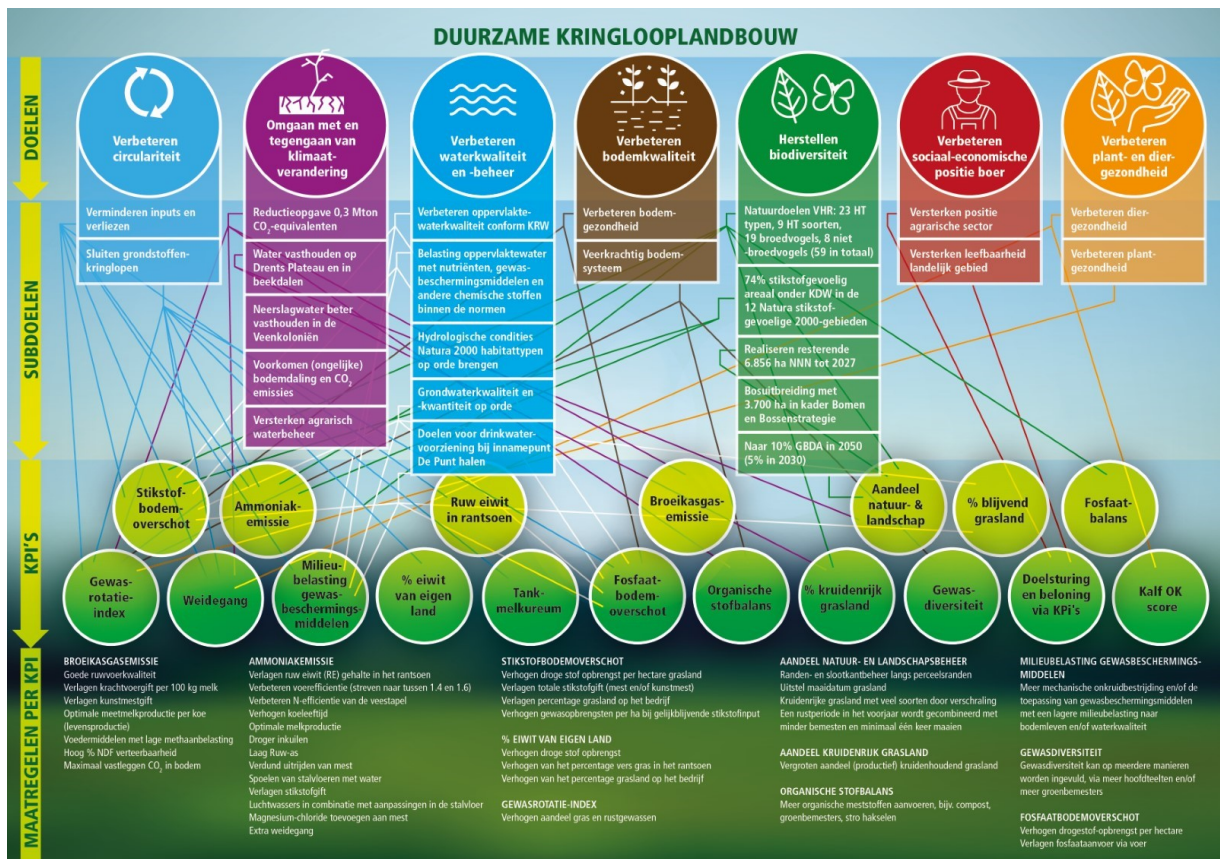 DUURZAME KRINGLOOPLANDBOUW
DOELEN
Verbeteren
circulariteit
Omgaan met en
tegengaan van
klimaat-
verandering
Verbeteren
waterkwaliteit
en -beheer
Verbeteren
bodemkwaliteit
Herstellen
biodiversiteit
Verbeteren
sociaal-economische
positie boer
Verbeteren
plant- en dier-
gezondheid
SUBDOELEN
Verminderen inputs en
verliezen
Sluiten grondstoffen-
kringlopen
Reductieopgave 0,3 Mton
CO₂-equivalenten
Water vasthouden op
Drents Plateau en in
beekdalen
Neerslagwater beter
vasthouden in de
Veenkoloniën
Voorkomen (ongelijke)
bodemdaling en CO₂
emissies
Versterken agrarisch
waterbeheer
Verbeteren oppervlakte-
waterkwaliteit conform KRW
Belasting oppervlaktewater
met nutriënten, gewas-
beschermingsmiddelen en
andere chemische stoffen
binnen de normen
Hydrologische condities
Natura 2000 habitattypen
op orde brengen
Grondwaterkwaliteit en
-kwantiteit op orde
Doelen voor drinkwater-
voorziening bij innamepunt
De Punt halen
Verbeteren bodem-
gezondheid
Veerkrachtig bodem-
systeem
Natuurdoelen VHR: 23 HT
typen, 9 HT soorten,
19 broedvogels, 8 niet
-broedvogels (59 in totaal)
74% stikstofgevoelig
areaal onder KDW in de
12 Natura stikstof-
gevoelige 2000-gebieden
Realiseren resterende
6.856 ha NNN tot 2027
Bosuitbreiding met
3.700 ha in kader Bomen
en Bossenstrategie
Naar 10% GBDA in 2050
(5% in 2030)
Versterken positie
agrarische sector
Versterken leefbaarheid
landelijk gebied
Verbeteren dier-
gezondheid
Verbeteren plant-
gezondheid
KPI'S
Stikstof-
bodem-
overschot
Ammoniak-
emissie
Ruw eiwit
in rantsoen
Broeikasgas-
emissie
Aandeel
natuur- &
landschap
% blijvend
grasland
Fosfaat-
balans
Gewas-
rotatie-
index
Weidegang
Milieu-
belasting
gewas-
beschermings-
middelen
% eiwit
van eigen
land
Tank-
melkureum
Fosfaat-
bodem-
overschot
Organische
stofbalans
% kruidenrijk
grasland
Gewas-
diversiteit
Doelsturing
en beloning
via KPi's
Kalf OK
score
MAATREGELEN PER KPI
BROEIKASGASEMISSIE
Goede ruwvoerkwaliteit
Verlagen krachtvoergift per 100 kg melk
Verlagen kunstmestgift
Optimale meetmelkproductie per koe
(levensproductie)
Voedermiddelen met lage methaanbelasting
Hoog % NDF verteerbaarheid
Maximaal vastleggen CO₂ in bodem
AMMONIAKEMISSIE
Verlagen ruw eiwit (RE) gehalte in het rantsoen
Verbeteren voerefficiëntie (streven naar tussen 1.4 en 1.6)
Verbeteren N-efficientie van de veestapel
Verhogen koeleeftijd
Optimale melkproductie
Droger inkuilen
Laag Ruw-as
Verdund uitrijden van mest
Spoelen van stalvloeren met water
Verlagen stikstofgift
Luchtwassers in combinatie met aanpassingen in de stalvloer
Magnesium-chloride toevoegen aan mest
Extra weidegang
STIKSTOFBODEMOVERSCHOT
Verhogen droge stof opbrengst per hectare grasland
Verlagen totale stikstofgift (mest en/of kunstmest)
Verlagen percentage grasland op het bedrijf
Verhogen gewasopbrengsten per ha bij gelijkblijvende stikstofinput
% EIWIT VAN EIGEN LAND
Verhogen droge stof opbrengst
Verhogen van het percentage vers gras in het rantsoen
Verhogen van het percentage grasland op het bedrijf
GEWASROTATIE-INDEX
Verhogen aandeel gras en rustgewassen
AANDEEL NATUUR- EN LANDSCHAPSBEHEER
Randen- en slootkantbeheer langs perceelsranden
Uitstel maaidatum grasland
Kruidenrijke grasland met veel soorten door verschraling
Een rustperiode in het voorjaar wordt gecombineerd met
minder bemesten en minimaal één keer maaien
AANDEEL KRUIDENRIJK GRASLAND
Vergroten aandeel (productief) kruidenhoudend grasland
ORGANISCHE STOFBALANS
Meer organische meststoffen aanvoeren, bijv. compost,
groenbemesters, stro hakselen
MILIEUBELASTING GEWASBESCHERMINGS-
MIDDELEN
Meer mechanische onkruidbestrijding en/of de
toepassing van gewasbeschermingsmiddelen
met een lagere milieubelasting naar
bodemleven en/of waterkwaliteit
GEWASDIVERSITEIT
Gewasdiversiteit kan op meerdere manieren
worden ingevuld, via meer hoofdteelten en/of
meer groenbemesters
FOSFAATBODEMOVERSCHOT
Verhogen drogestof-opbrengst per hectare
Verlagen fosfaataanvoer via voer